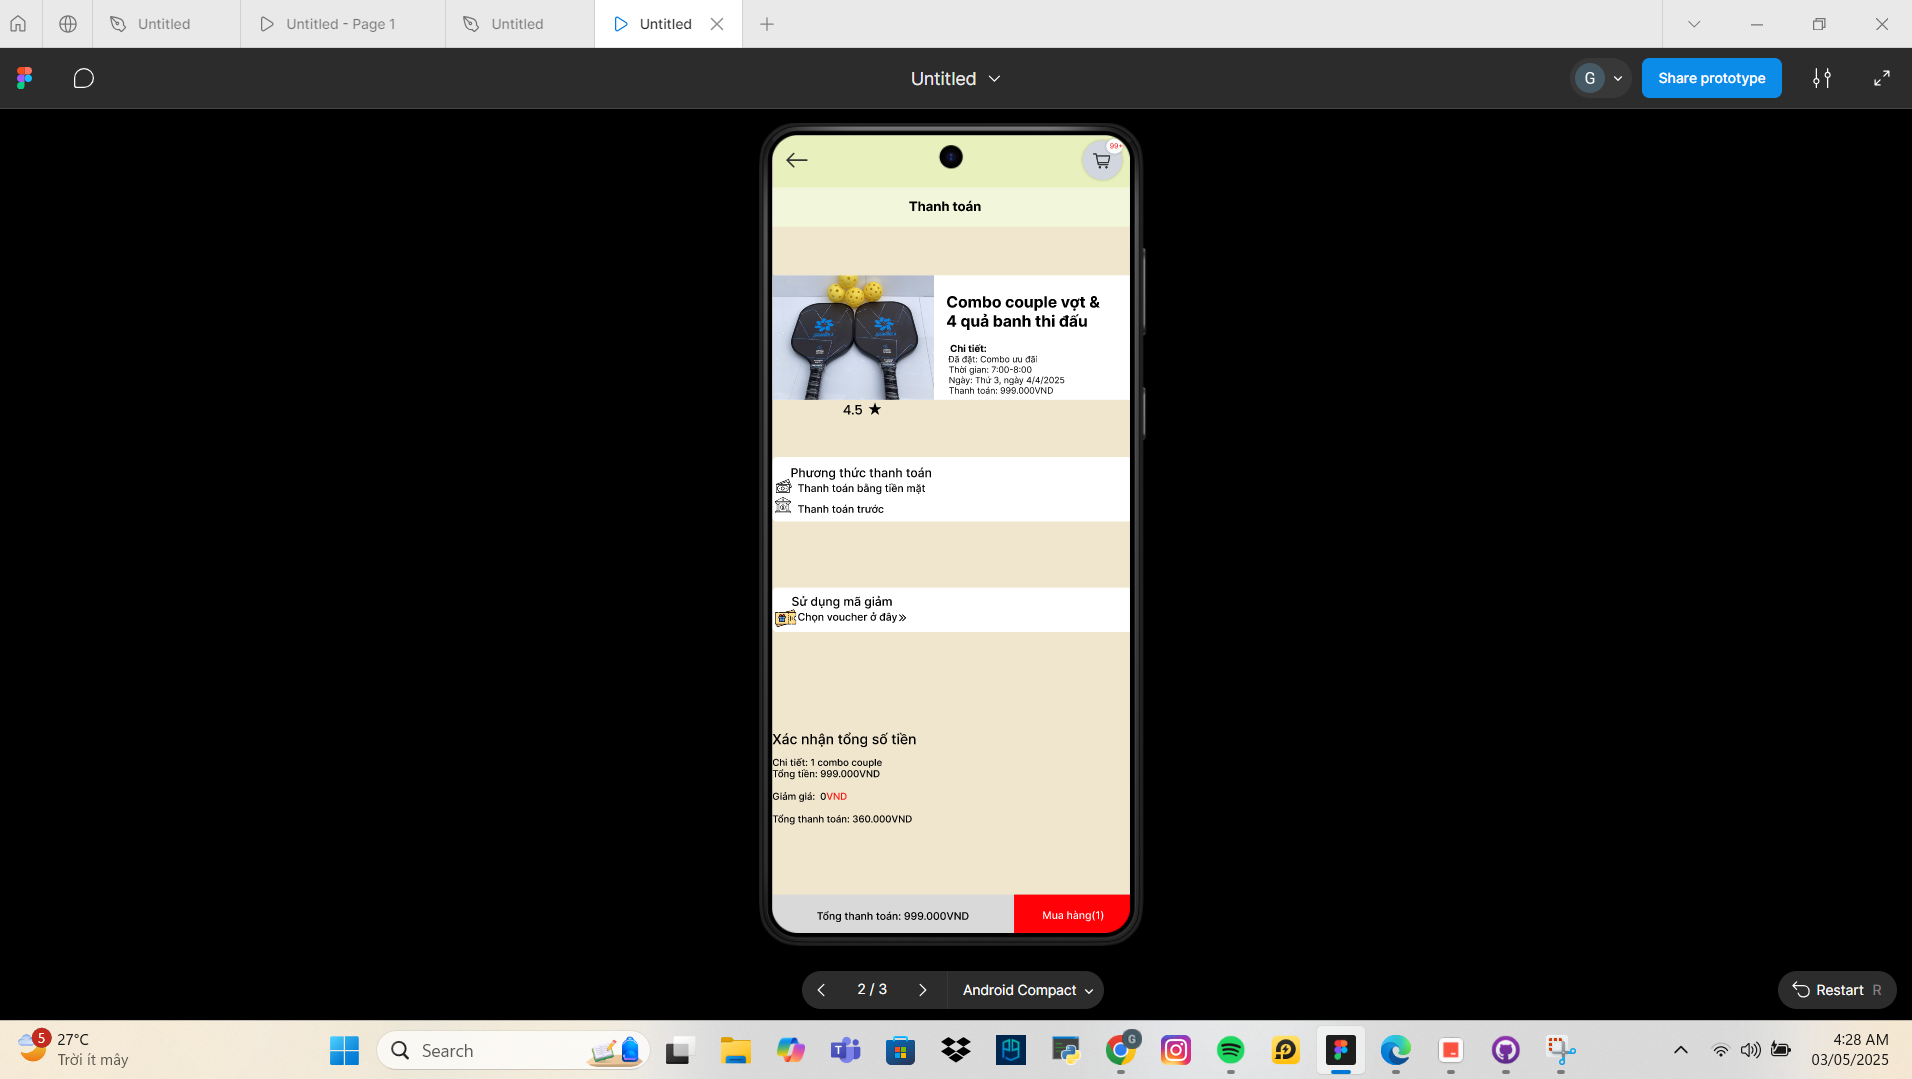 Untitled
Untitled - Page 1
Untitled
Untitled
Untitled
G
Share prototype
99+
Thanh toán
Combo couple vợt &
4 quả banh thi đấu
Chi tiết:
Đã đặt: Combo ưu đãi
Thời gian: 7:00-8:00
Ngày: Thứ 3, ngày 4/4/2025
Thanh toán: 999.000VND
4.5 ★
Phương thức thanh toán
Thanh toán bằng tiền mặt
Thanh toán trước
Sử dụng mã giảm
Chọn voucher ở đây
Xác nhận tổng số tiền
Chi tiết: 1 combo couple
Tổng tiền: 999.000VND
Giảm giá: 0VND
Tổng thanh toán: 360.000VND
Tổng thanh toán: 999.000VND
Mua hàng(1)
2 / 3
Android Compact
Restart R
5
27°C
Trời ít mây
Search
G
4:28 AM
03/05/2025